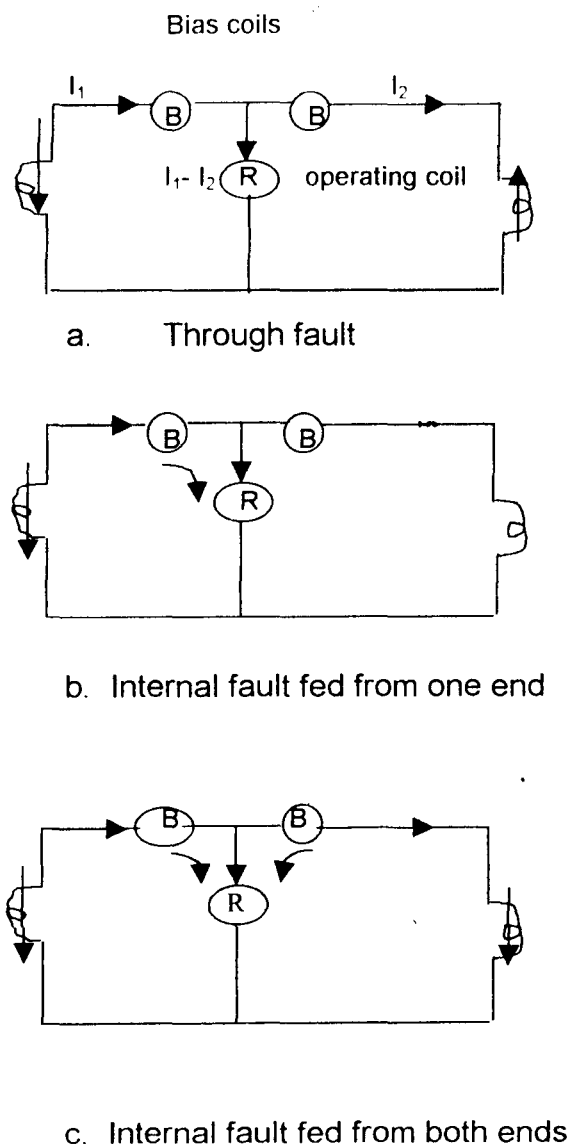 Bias coils
I₁ I₂
B B
I₁- I₂ R operating coil
a. Through fault
B B
R
b. Internal fault fed from one end
B B
R
c. Internal fault fed from both ends